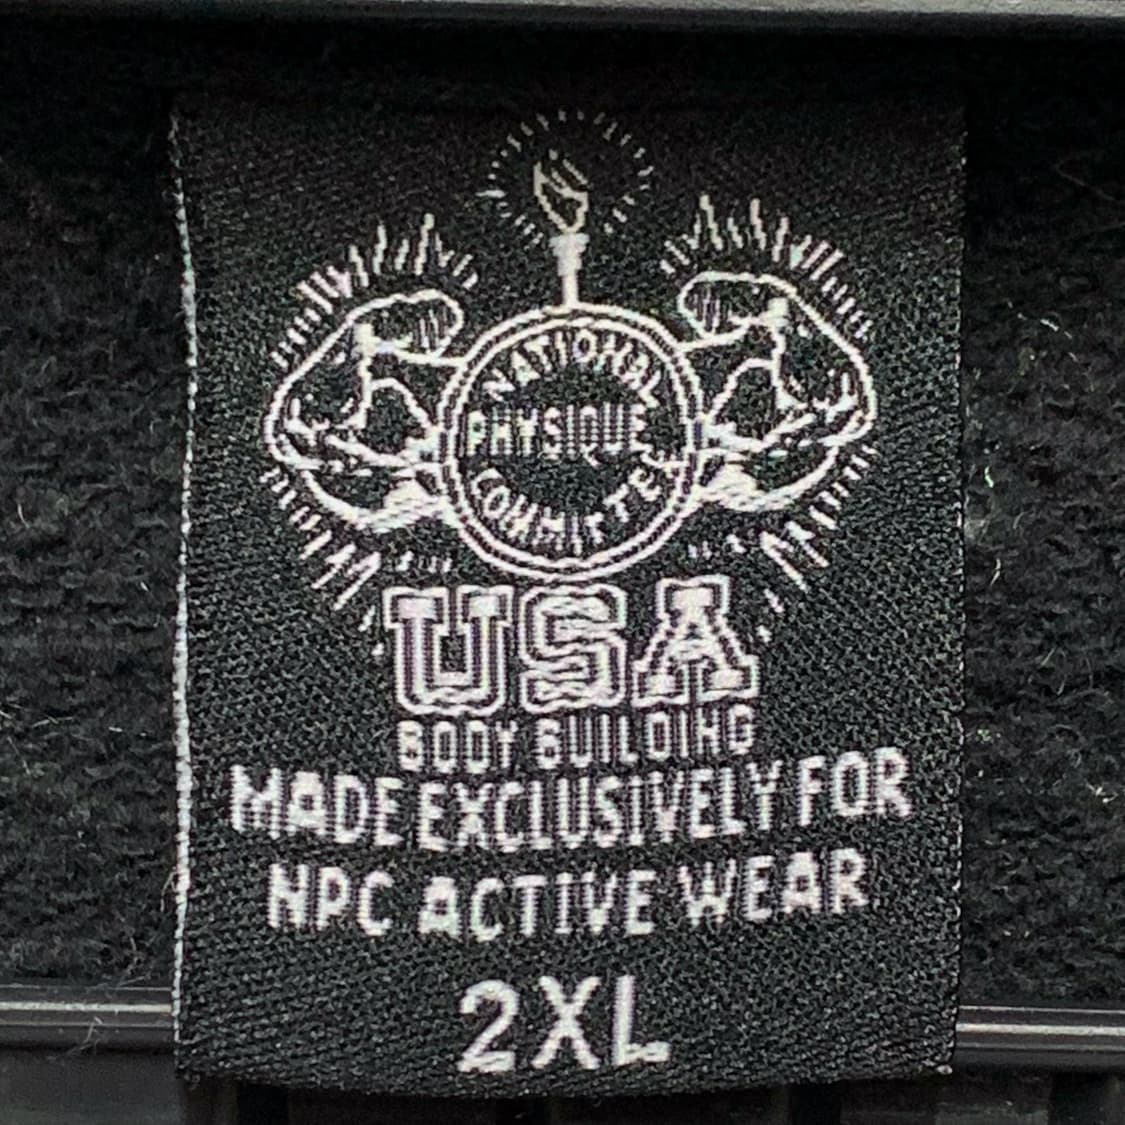 NATIONAL
PHYSIQUE
COMMITTEE
USA
BODY BUILDING
MADE EXCLUSIVELY FOR
NPC ACTIVE WEAR
2XL